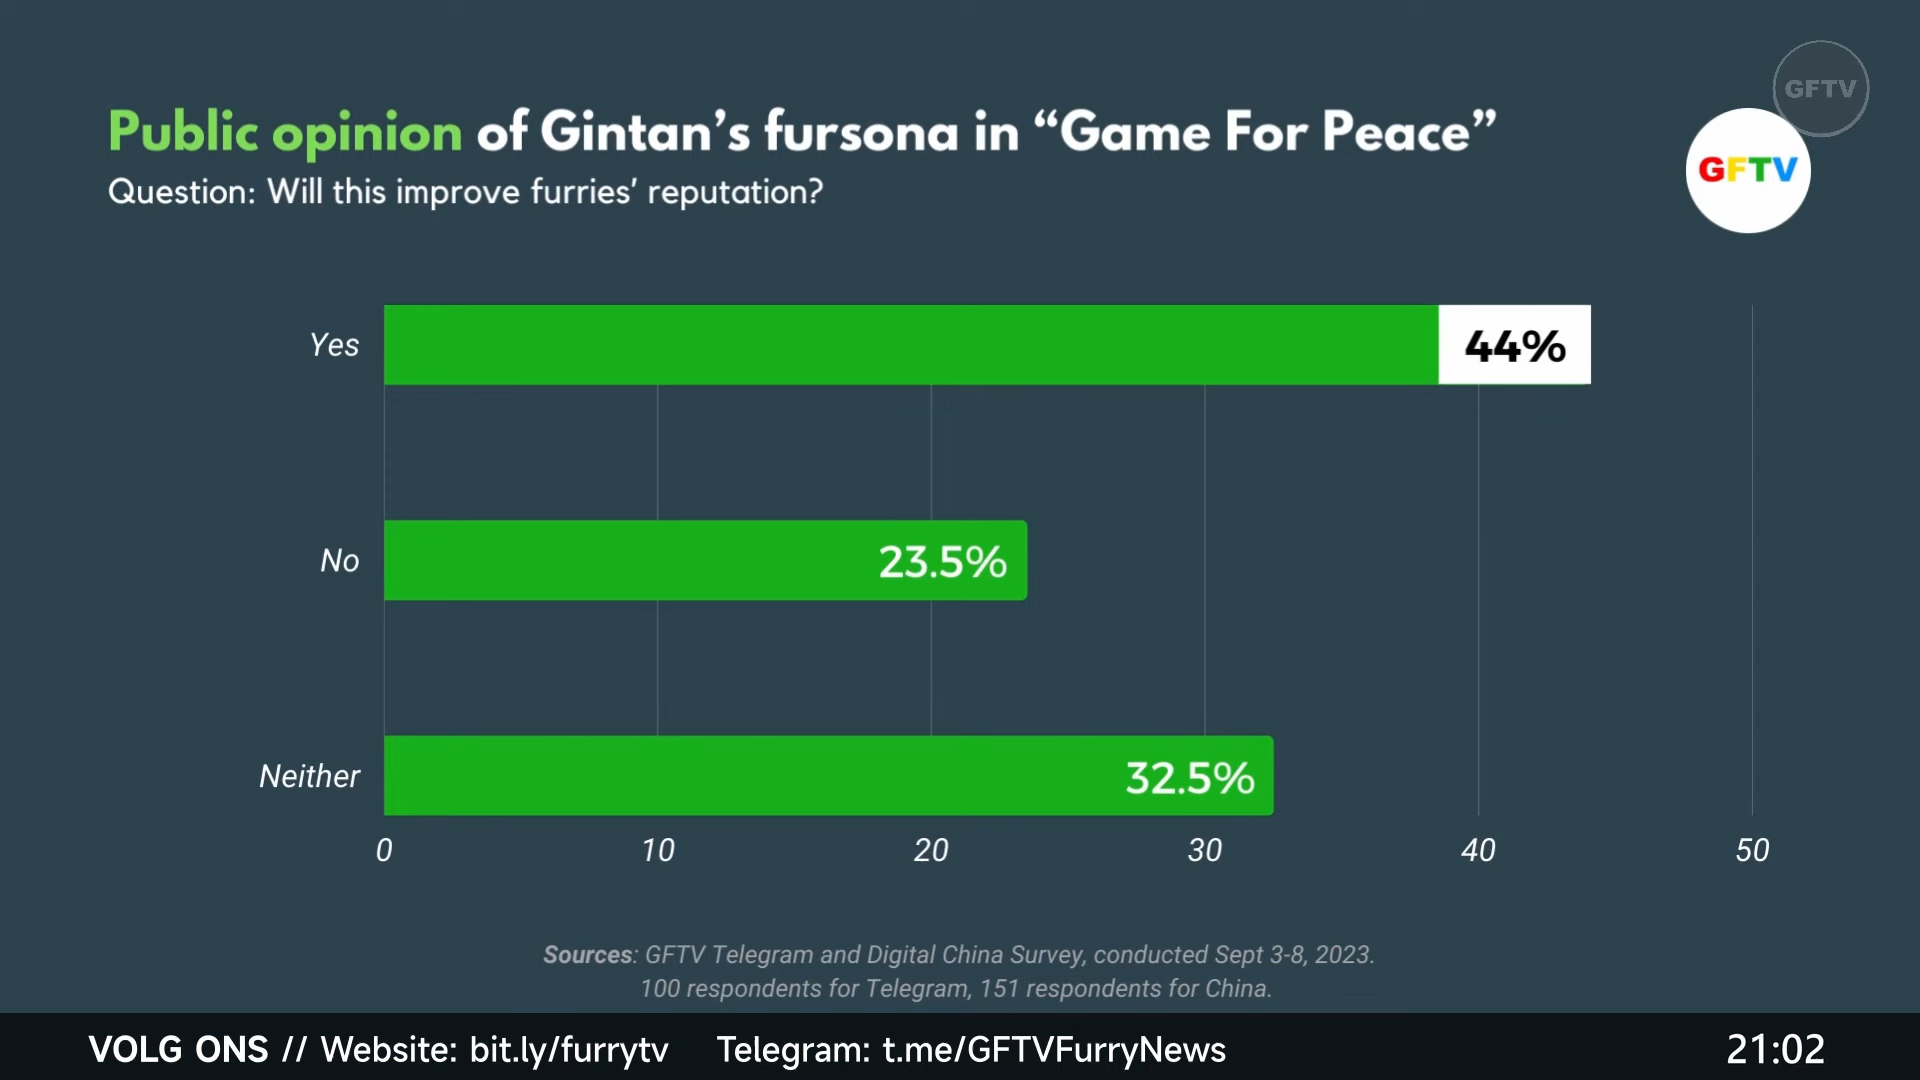 GFTV
Public opinion of Gintan's fursona in “Game For Peace”
GFTV
Question: Will this improve furries' reputation?
Yes
44%
No
23.5%
Neither
32.5%
0 10 20 30 40 50
Sources: GFTV Telegram and Digital China Survey, conducted Sept 3-8, 2023.
100 respondents for Telegram, 151 respondents for China.
VOLG ONS // Website: bit.ly/furrytv Telegram: t.me/GFTVFurryNews 21:02